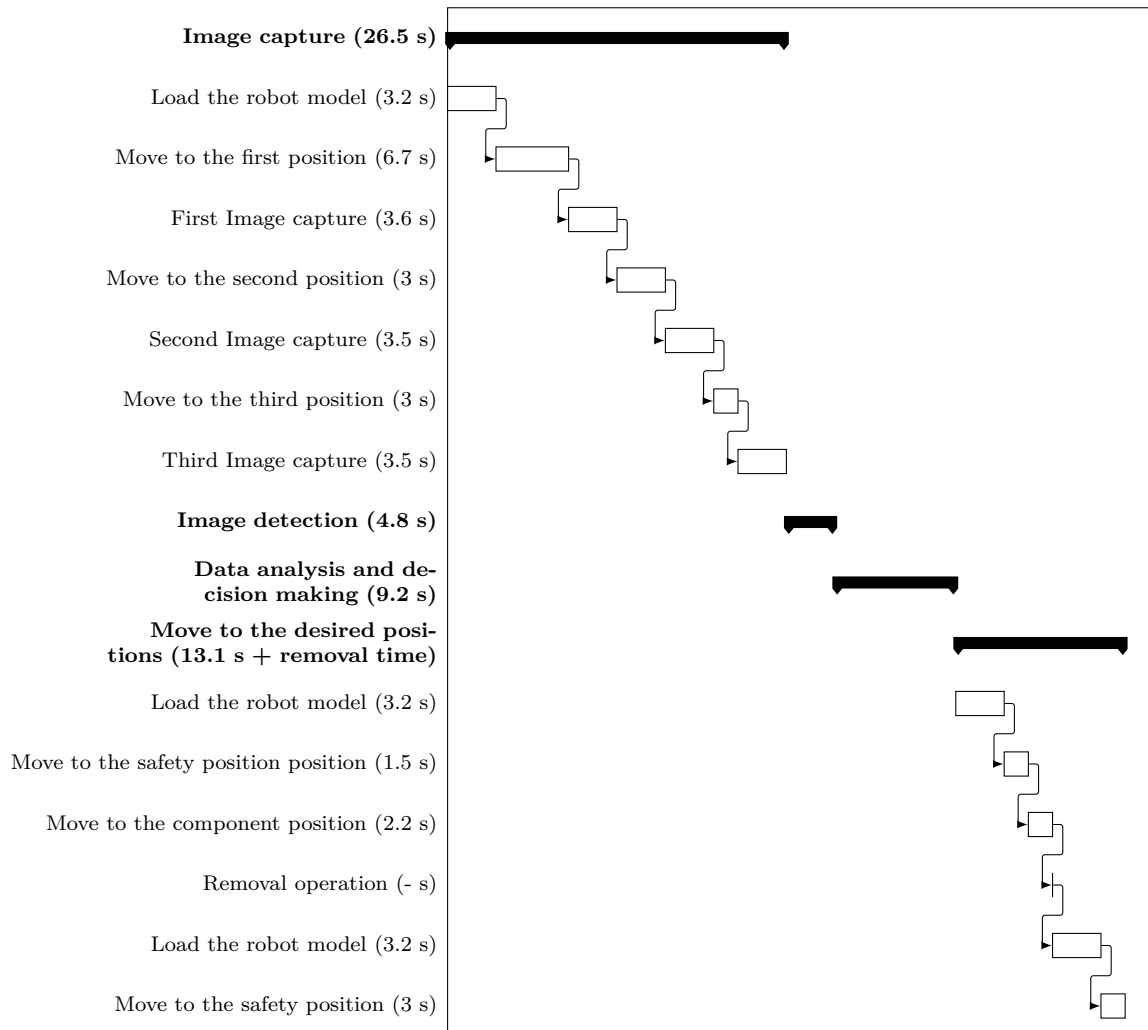 Image capture (26.5 s)
Load the robot model (3.2 s)
Move to the first position (6.7 s)
First Image capture (3.6 s)
Move to the second position (3 s)
Second Image capture (3.5 s)
Move to the third position (3 s)
Third Image capture (3.5 s)
Image detection (4.8 s)
Data analysis and de-
cision making (9.2 s)
Move to the desired posi-
tions (13.1 s + removal time)
Load the robot model (3.2 s)
Move to the safety position position (1.5 s)
Move to the component position (2.2 s)
Removal operation (- s)
Load the robot model (3.2 s)
Move to the safety position (3 s)